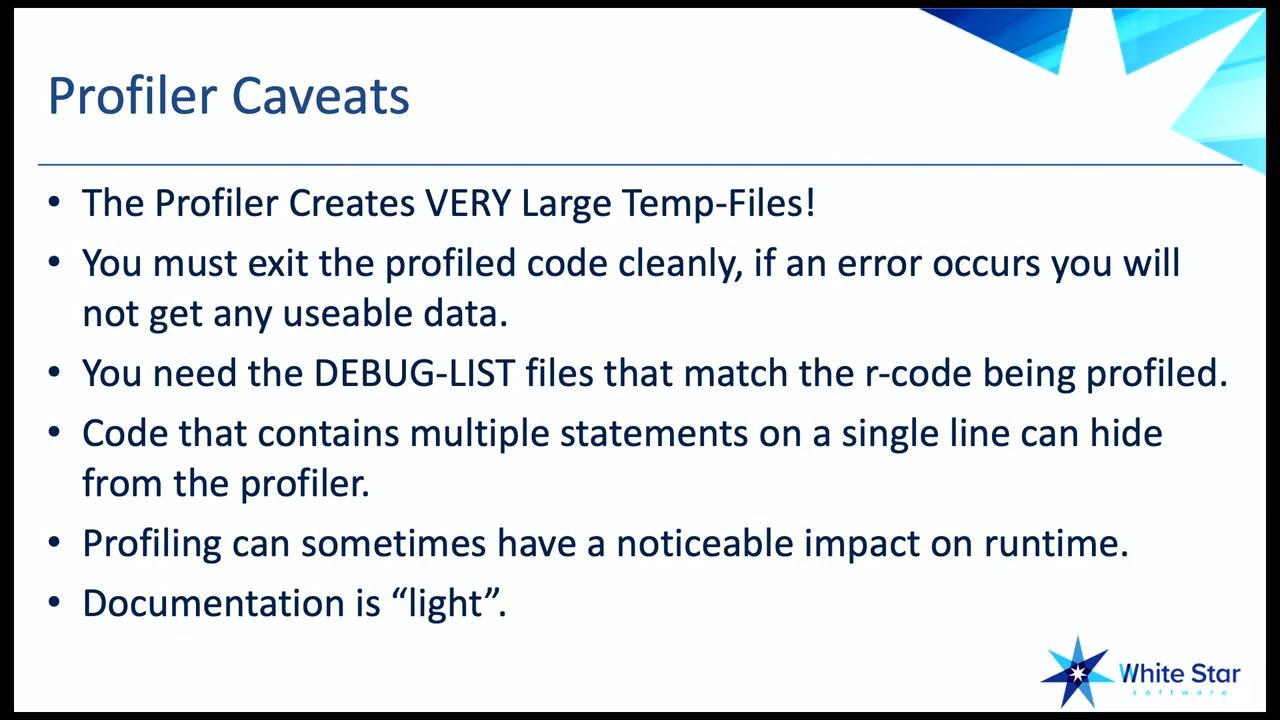 Profiler Caveats
• The Profiler Creates VERY Large Temp-Files!
• You must exit the profiled code cleanly, if an error occurs you will
not get any useable data.
• You need the DEBUG-LIST files that match the r-code being profiled.
• Code that contains multiple statements on a single line can hide
from the profiler.
• Profiling can sometimes have a noticeable impact on runtime.
• Documentation is “light”.
White Star
software